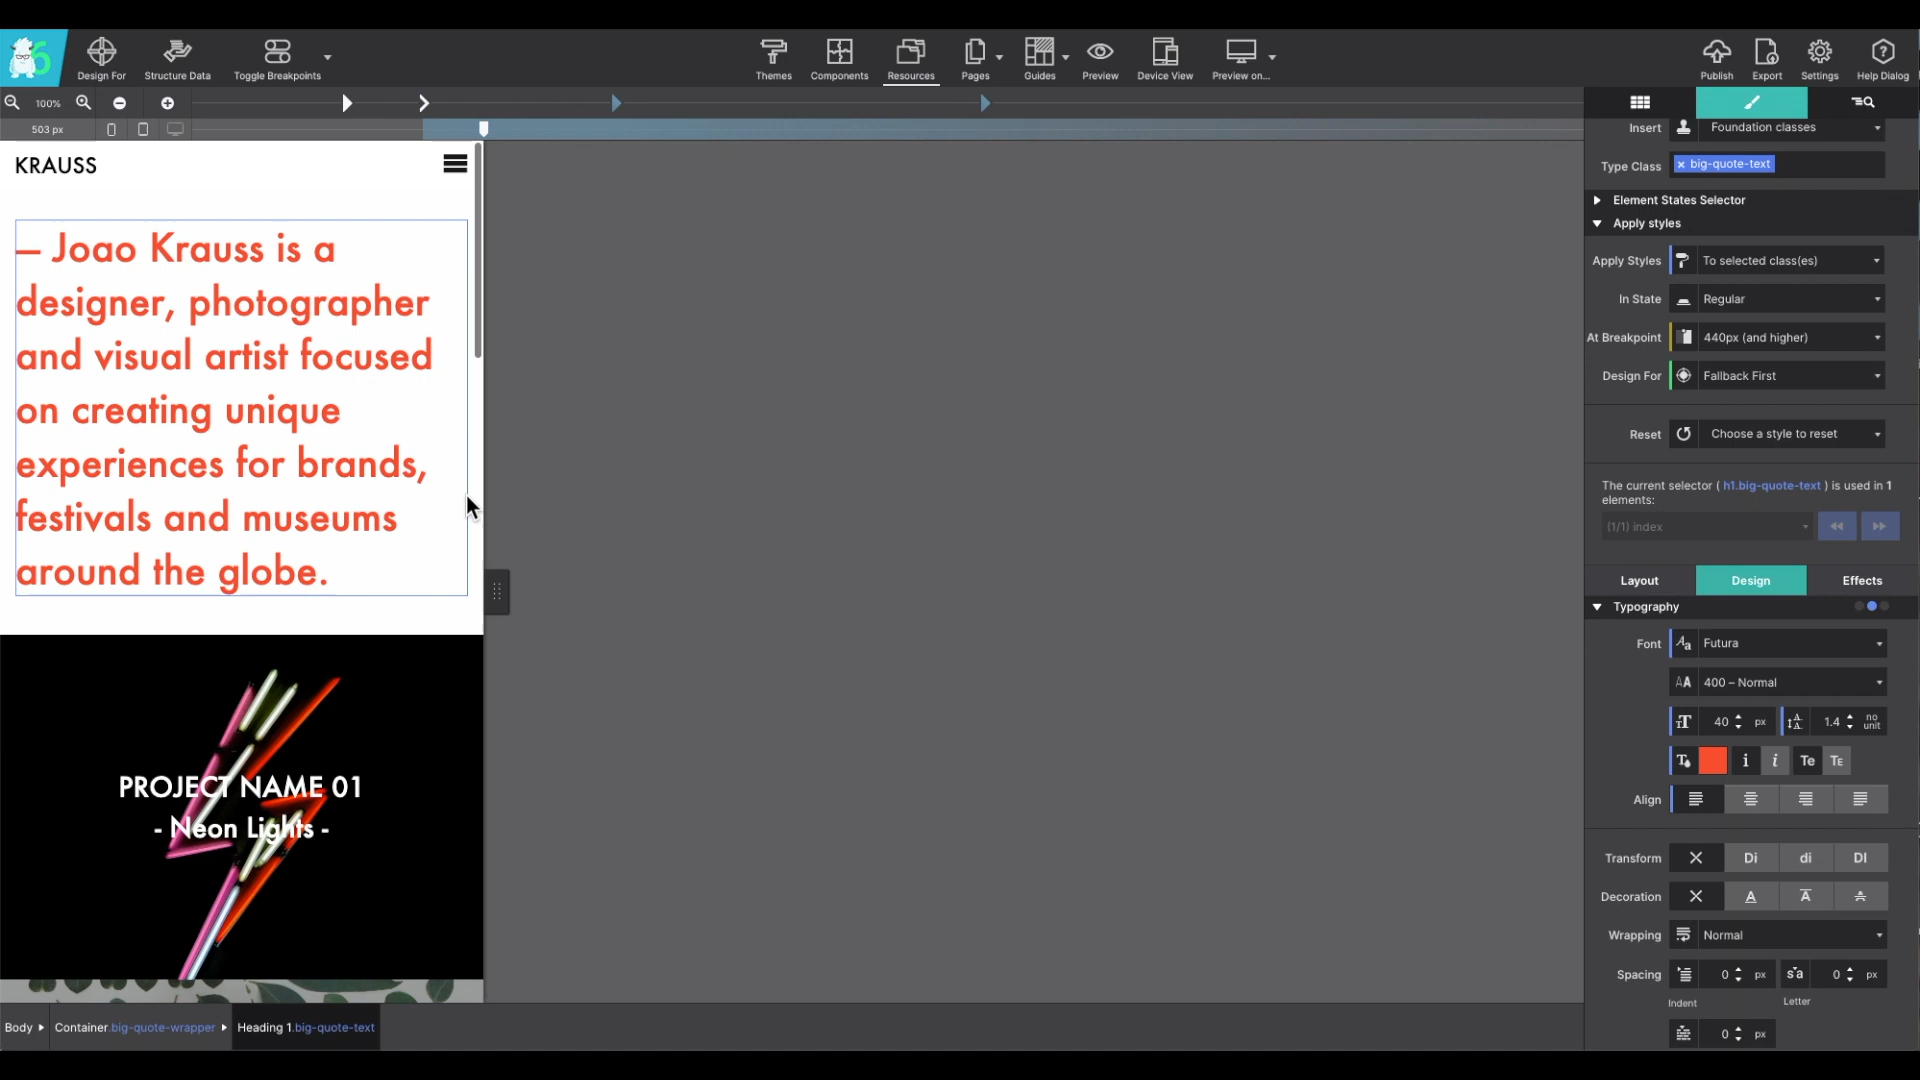 6
Design For
Structure Data
Toggle Breakpoints
Themes
Components
Resources
Pages
Guides
Preview
Device View
Preview on...
Publish
Export
Settings
Help Dialog
100%
503 px
Insert
Foundation classes
Type Class
× big-quote-text
Element States Selector
Apply styles
Apply Styles
To selected class(es)
In State
Regular
At Breakpoint
440px (and higher)
Design For
Fallback First
Reset
Choose a style to reset
The current selector ( h1.big-quote-text ) is used in 1
elements:
(1/1) index
Layout
Design
Effects
Typography
Font
Aa
Futura
AA
400 – Normal
TT
40
px
1.4
no
unit
i
i
Te
TE
Align
Transform
Di
di
DI
Decoration
A
A
A
Wrapping
Normal
Spacing
0
px
sa
0
px
Indent
Letter
0
px
KRAUSS
— Joao Krauss is a
designer, photographer
and visual artist focused
on creating unique
experiences for brands,
festivals and museums
around the globe.
PROJECT NAME 01
- Neon Lights -
Body
Container.big-quote-wrapper
Heading 1.big-quote-text